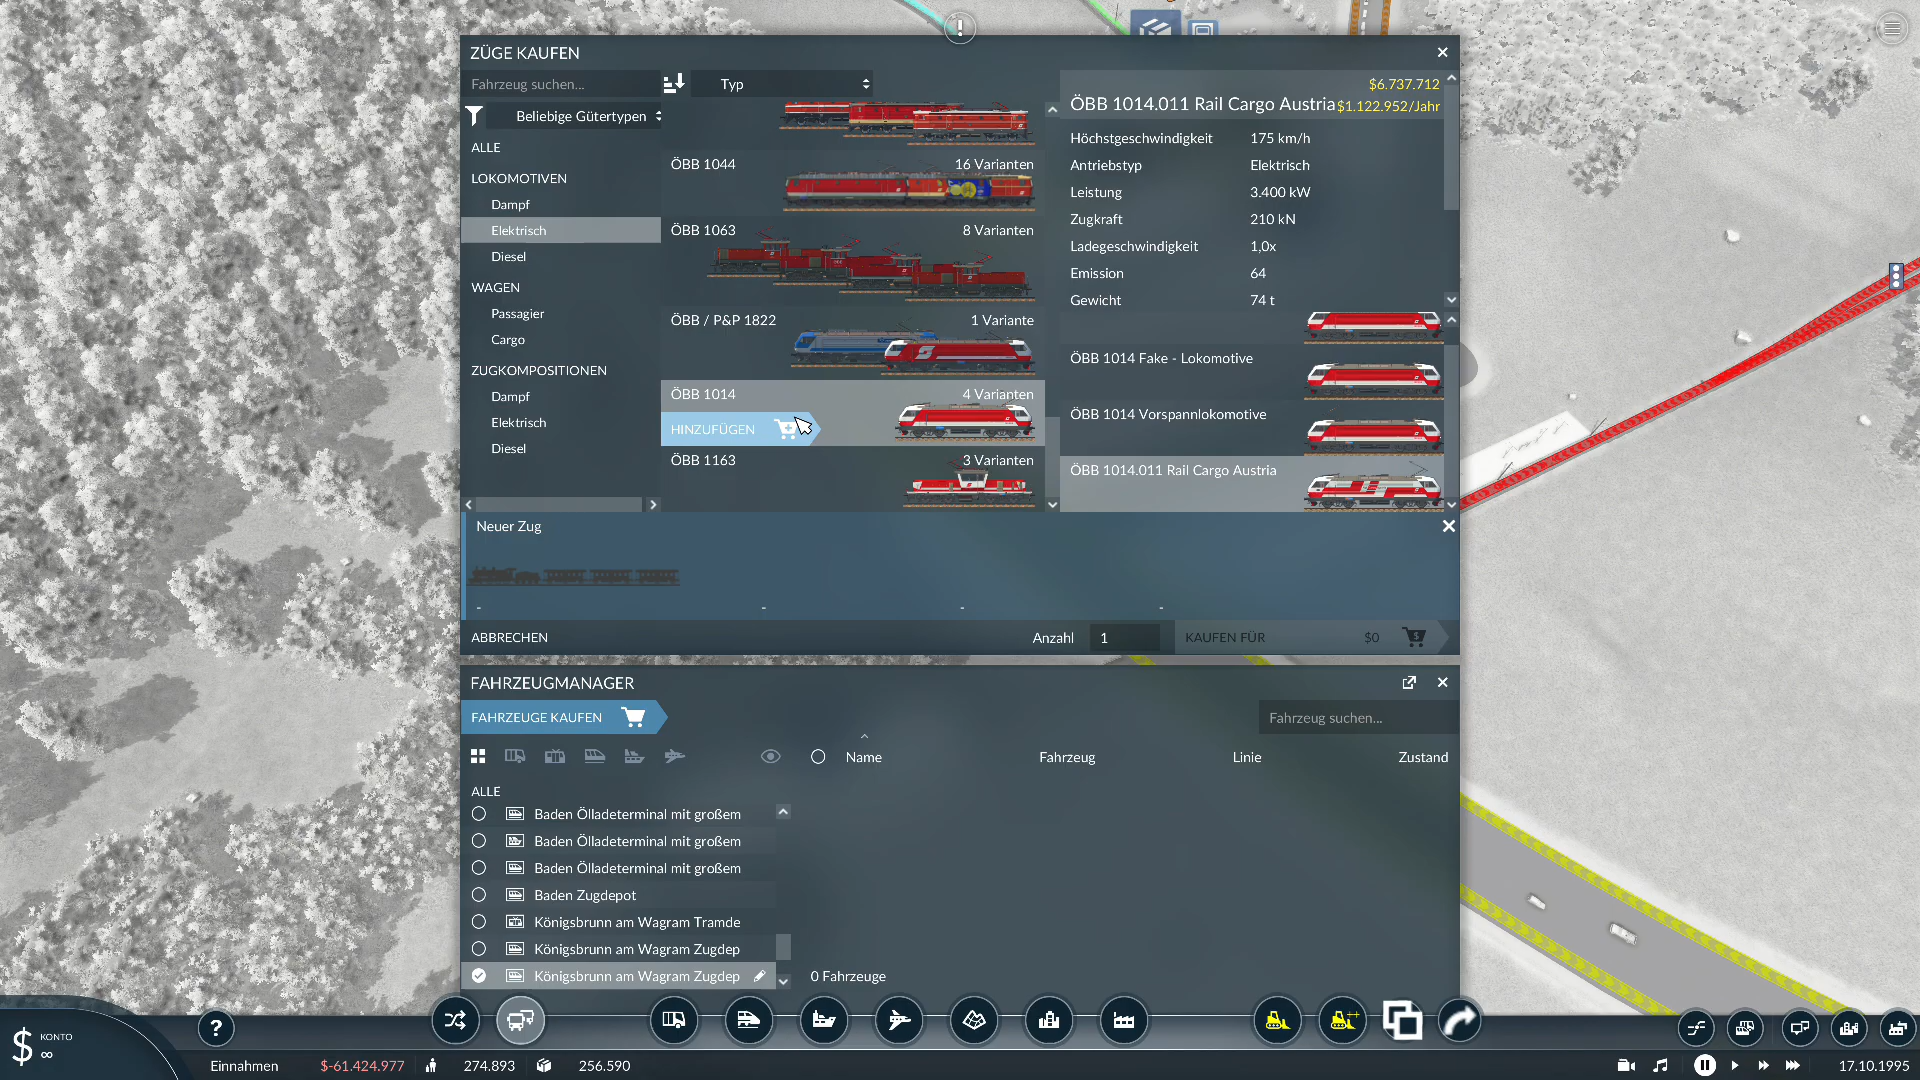 ZÜGE KAUFEN
Fahrzeug suchen...
Typ
Beliebige Gütertypen
ALLE
LOKOMOTIVEN
Dampf
Elektrisch
Diesel
WAGEN
Passagier
Cargo
ZUGKOMPOSITIONEN
Dampf
Elektrisch
Diesel
ÖBB 1044
16 Varianten
ÖBB 1063
8 Varianten
ÖBB / P&P 1822
1 Variante
ÖBB 1014
4 Varianten
HINZUFÜGEN
ÖBB 1163
3 Varianten
$6.737.712
ÖBB 1014.011 Rail Cargo Austria
$1.122.952/Jahr
Höchstgeschwindigkeit 175 km/h
Antriebstyp Elektrisch
Leistung 3.400 kW
Zugkraft 210 kN
Ladegeschwindigkeit 1,0x
Emission 64
Gewicht 74 t
ÖBB 1014 Fake - Lokomotive
ÖBB 1014 Vorspannlokomotive
ÖBB 1014.011 Rail Cargo Austria
Neuer Zug
- - - -
ABBRECHEN
Anzahl 1
KAUFEN FÜR $0
FAHRZEUGMANAGER
FAHRZEUGE KAUFEN
Fahrzeug suchen...
Name Fahrzeug Linie Zustand
ALLE
Baden Ölladeterminal mit großem
Baden Ölladeterminal mit großem
Baden Ölladeterminal mit großem
Baden Zugdepot
Königsbrunn am Wagram Tramde
Königsbrunn am Wagram Zugdep
Königsbrunn am Wagram Zugdep
0 Fahrzeuge
$ KONTO
∞
?
Einnahmen $-61.424.977 274.893 256.590
17.10.1995